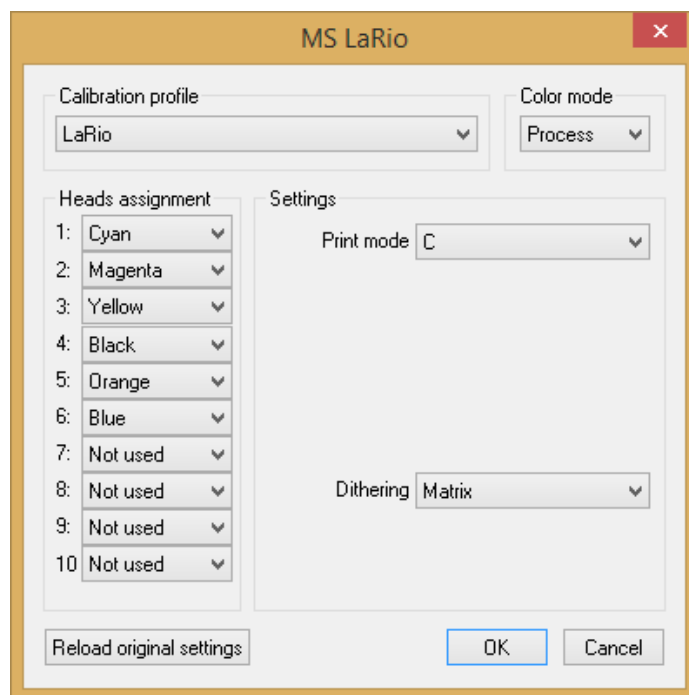 MS LaRio
Calibration profile
LaRio
Color mode
Process
Heads assignment
1: Cyan
2: Magenta
3: Yellow
4: Black
5: Orange
6: Blue
7: Not used
8: Not used
9: Not used
10 Not used
Settings
Print mode C
Dithering Matrix
Reload original settings
OK
Cancel